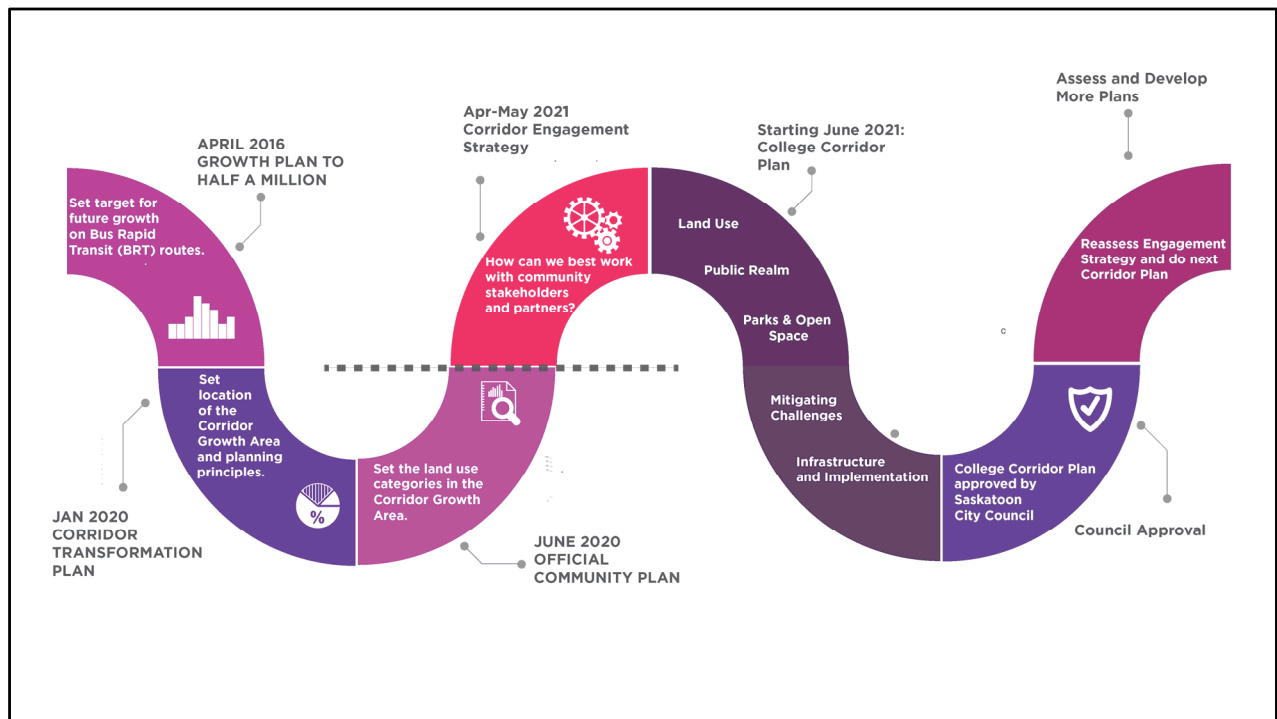 Set target for
future growth
on Bus Rapid
Transit (BRT) routes.
APRIL 2016
GROWTH PLAN TO
HALF A MILLION
JAN 2020
CORRIDOR
TRANSFORMATION
PLAN
Set
location
of the
Corridor
Growth Area
and planning
principles.
%
Set the land use
categories in the
Corridor Growth
Area.
JUNE 2020
OFFICIAL
COMMUNITY PLAN
Apr-May 2021
Corridor Engagement
Strategy
How can we best work
with community
stakeholders
and partners?
Starting June 2021:
College Corridor
Plan
Land Use
Public Realm
Parks & Open
Space
Mitigating
Challenges
Infrastructure
and Implementation
College Corridor Plan
approved by
Saskatoon
City Council
Council Approval
c
Reassess Engagement
Strategy and do next
Corridor Plan
Assess and Develop
More Plans